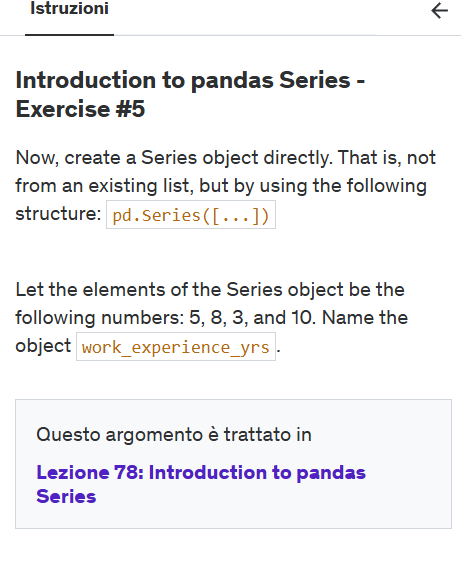 Istruzioni
Introduction to pandas Series -
Exercise #5
Now, create a Series object directly. That is, not
from an existing list, but by using the following
structure: pd.Series([...])
Let the elements of the Series object be the
following numbers: 5, 8, 3, and 10. Name the
object work_experience_yrs.
Questo argomento è trattato in
Lezione 78: Introduction to pandas
Series